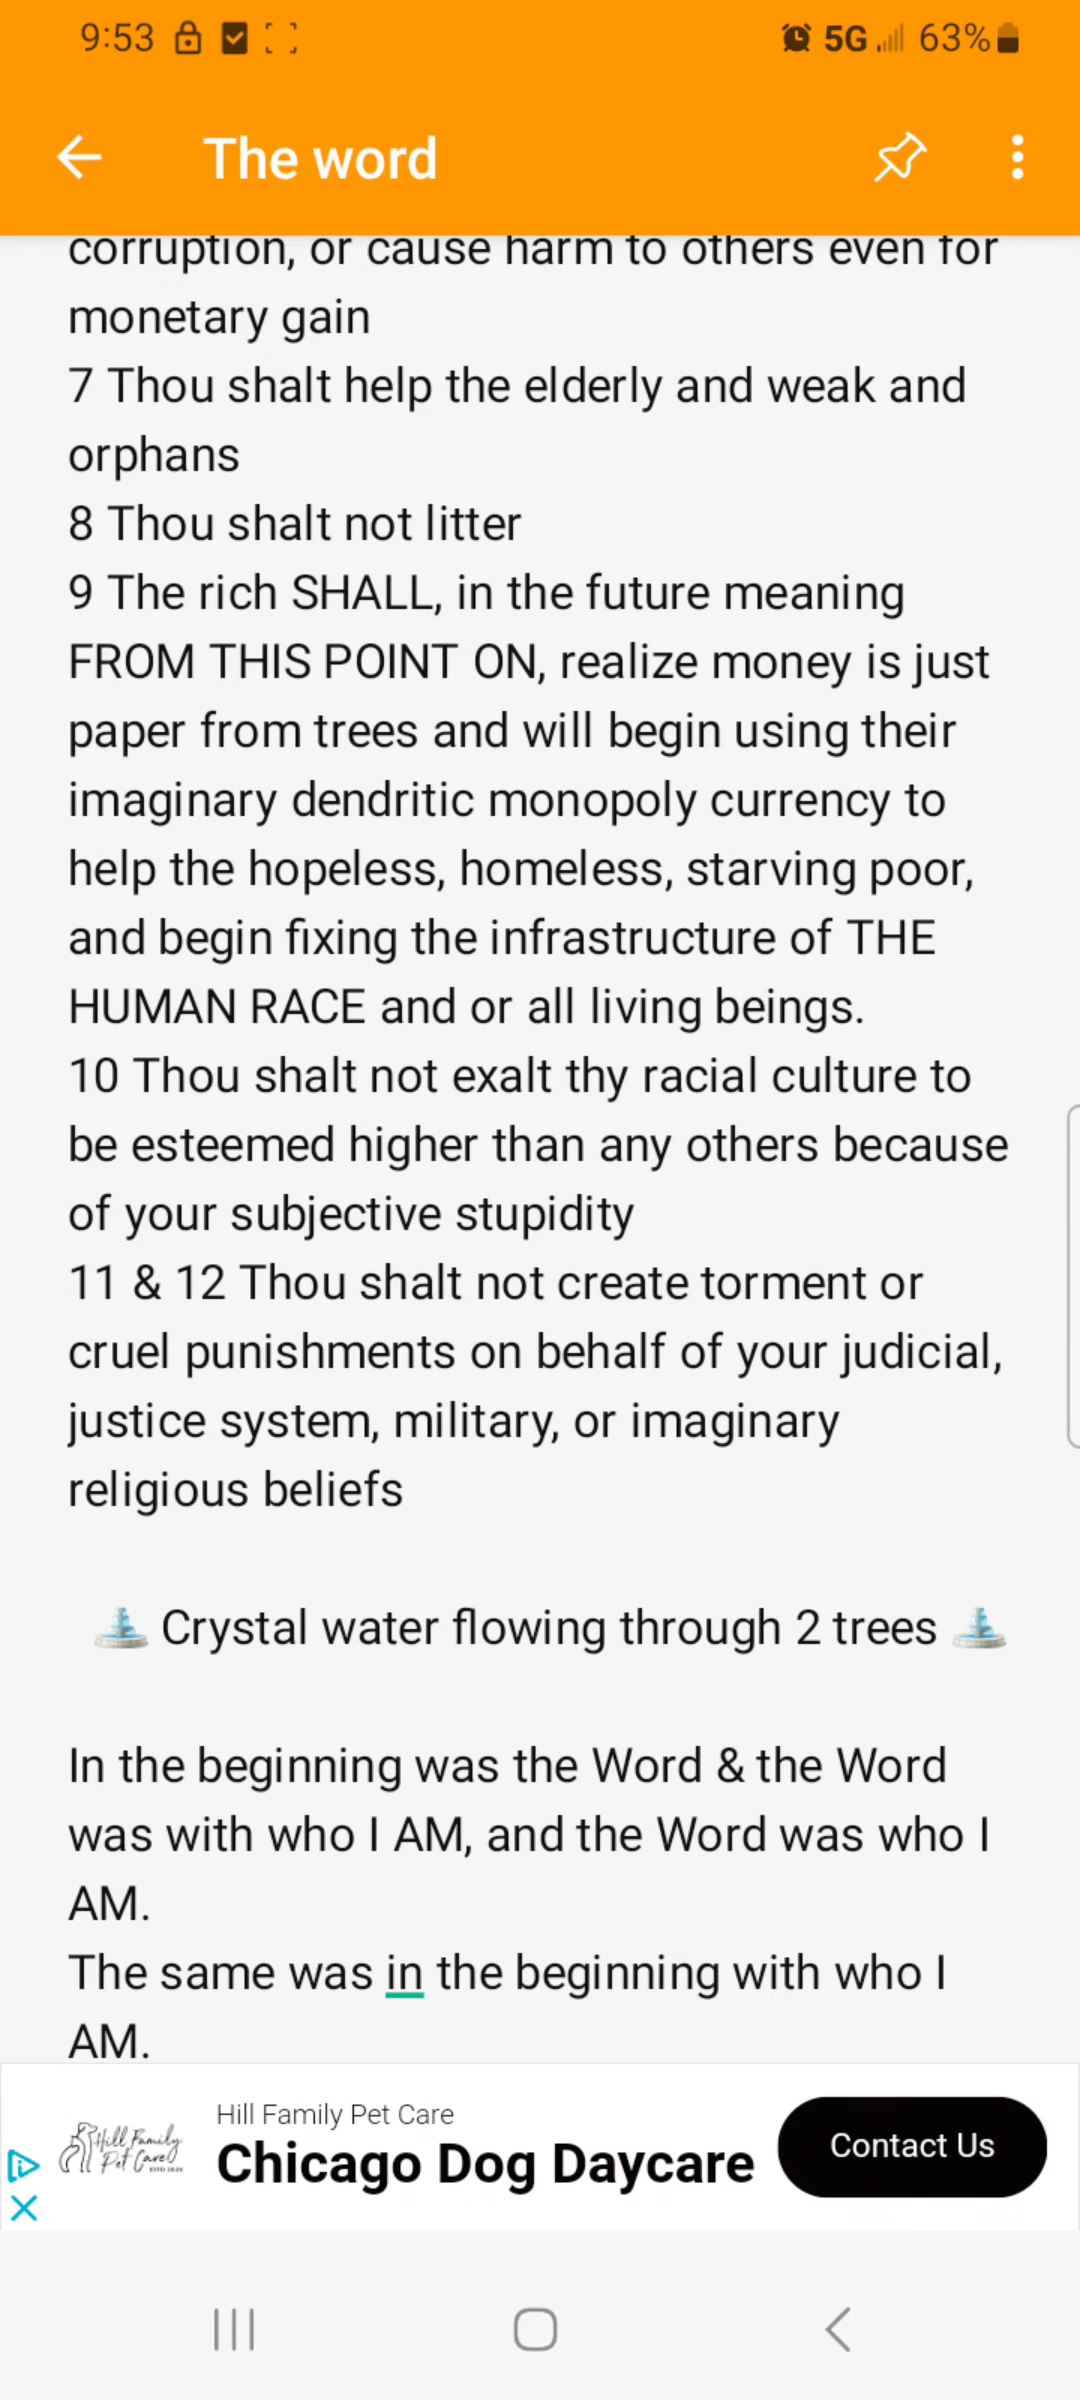 9:53
5G 63%
The word
corruption, or cause harm to others even for
monetary gain
7 Thou shalt help the elderly and weak and
orphans
8 Thou shalt not litter
9 The rich SHALL, in the future meaning
FROM THIS POINT ON, realize money is just
paper from trees and will begin using their
imaginary dendritic monopoly currency to
help the hopeless, homeless, starving poor,
and begin fixing the infrastructure of THE
HUMAN RACE and or all living beings.
10 Thou shalt not exalt thy racial culture to
be esteemed higher than any others because
of your subjective stupidity
11 & 12 Thou shalt not create torment or
cruel punishments on behalf of your judicial,
justice system, military, or imaginary
religious beliefs
⛲ Crystal water flowing through 2 trees ⛲
In the beginning was the Word & the Word
was with who I AM, and the Word was who I
AM.
The same was in the beginning with who I
AM.
Hill Family
Pet Care
Hill Family Pet Care
Chicago Dog Daycare
Contact Us